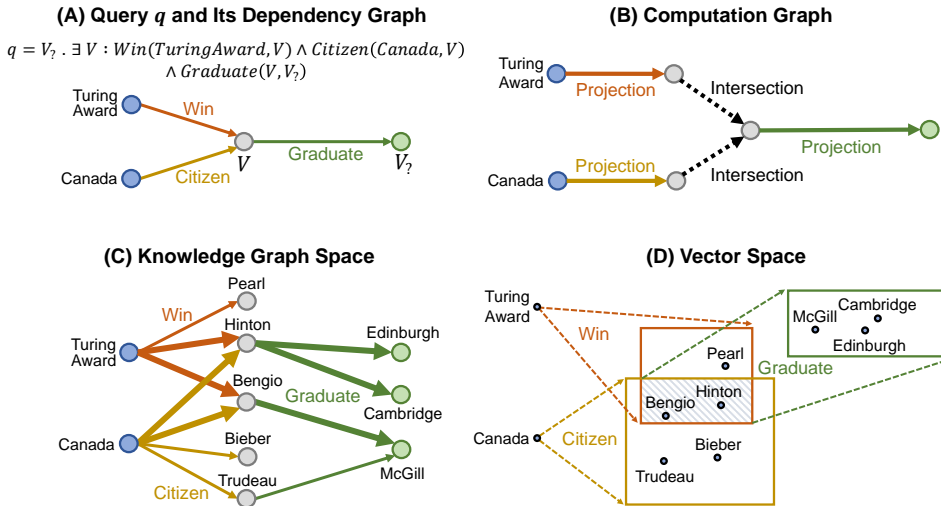 (A) Query q and Its Dependency Graph
q = V? . ∃ V : Win(TuringAward, V) ∧ Citizen(Canada, V)
∧ Graduate(V, V?)
Turing
Award
Win
Graduate
V
V?
Canada
Citizen
(B) Computation Graph
Turing
Award
Projection
Intersection
Projection
Canada
Projection
Intersection
(C) Knowledge Graph Space
Pearl
Win
Hinton
Edinburgh
Turing
Award
Bengio
Graduate
Cambridge
Canada
Bieber
McGill
Citizen
Trudeau
(D) Vector Space
Turing
Award
Win
Cambridge
McGill
Edinburgh
Pearl
Graduate
Hinton
Bengio
Canada
Citizen
Bieber
Trudeau